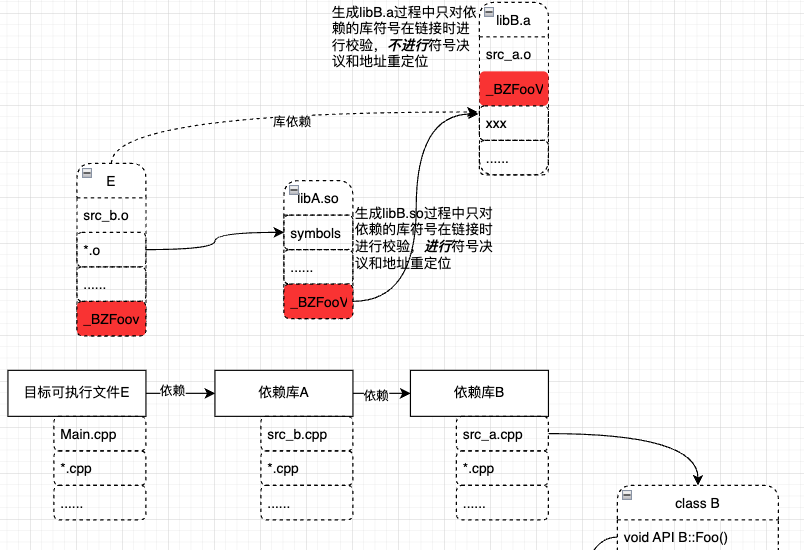 生成libB.a过程中只对依
赖的库符号在链接时进
行校验，不进行符号决
议和地址重定位
libB.a
src_a.o
_BZFooV
xxx
......
库依赖
E
src_b.o
*.o
......
_BZFoov
libA.so
symbols
......
_BZFooV
生成libB.so过程中只对
依赖的库符号在链接时
进行校验，进行符号决
议和地址重定位
目标可执行文件E
依赖
依赖库A
依赖
依赖库B
Main.cpp
*.cpp
......
src_b.cpp
*.cpp
......
src_a.cpp
*.cpp
......
class B
void API B::Foo()